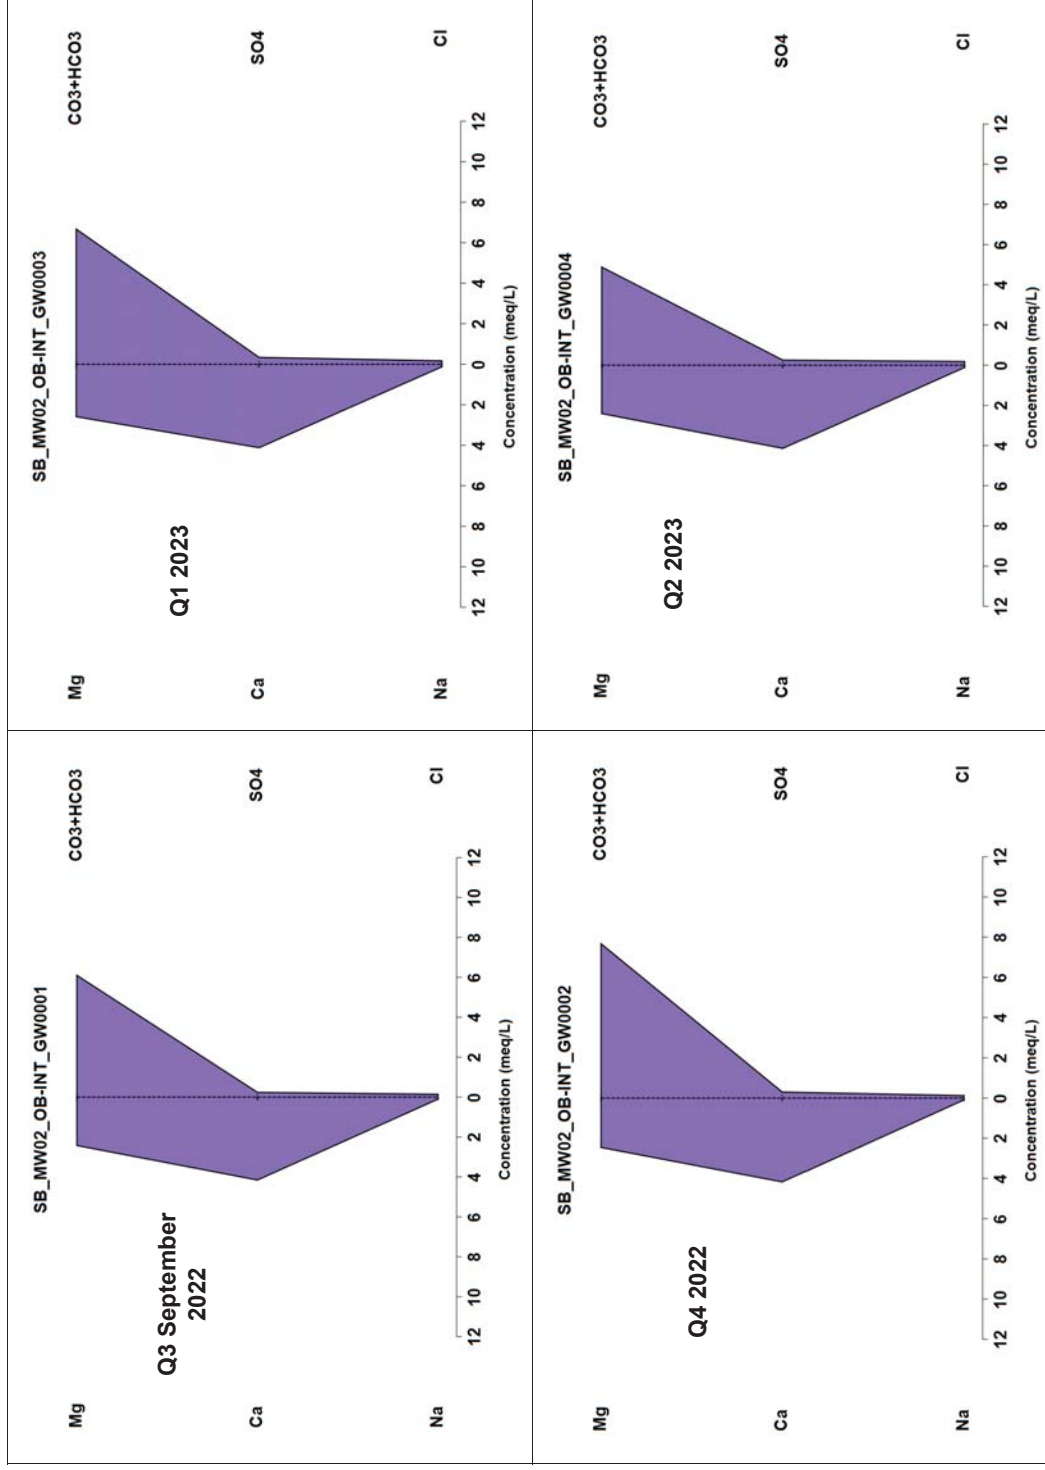 SB_MW02_OB-INT_GW0001
Mg CO3+HCO3
Q3 September
2022
Ca SO4
Na Cl
12 10 8 6 4 2 0 2 4 6 8 10 12
Concentration (meq/L)
SB_MW02_OB-INT_GW0003
Mg CO3+HCO3
Q1 2023
Ca SO4
Na Cl
12 10 8 6 4 2 0 2 4 6 8 10 12
Concentration (meq/L)
SB_MW02_OB-INT_GW0002
Mg CO3+HCO3
Q4 2022
Ca SO4
Na Cl
12 10 8 6 4 2 0 2 4 6 8 10 12
Concentration (meq/L)
SB_MW02_OB-INT_GW0004
Mg CO3+HCO3
Q2 2023
Ca SO4
Na Cl
12 10 8 6 4 2 0 2 4 6 8 10 12
Concentration (meq/L)